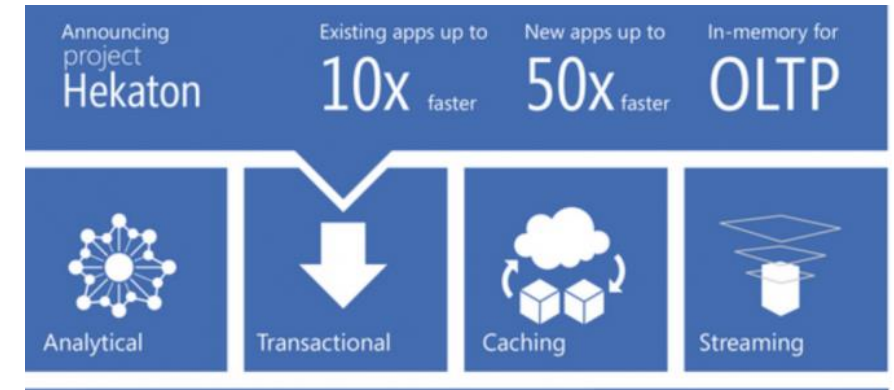 Announcing
project
Hekaton
Existing apps up to
10x faster
New apps up to
50x faster
In-memory for
OLTP
Analytical
Transactional
Caching
Streaming